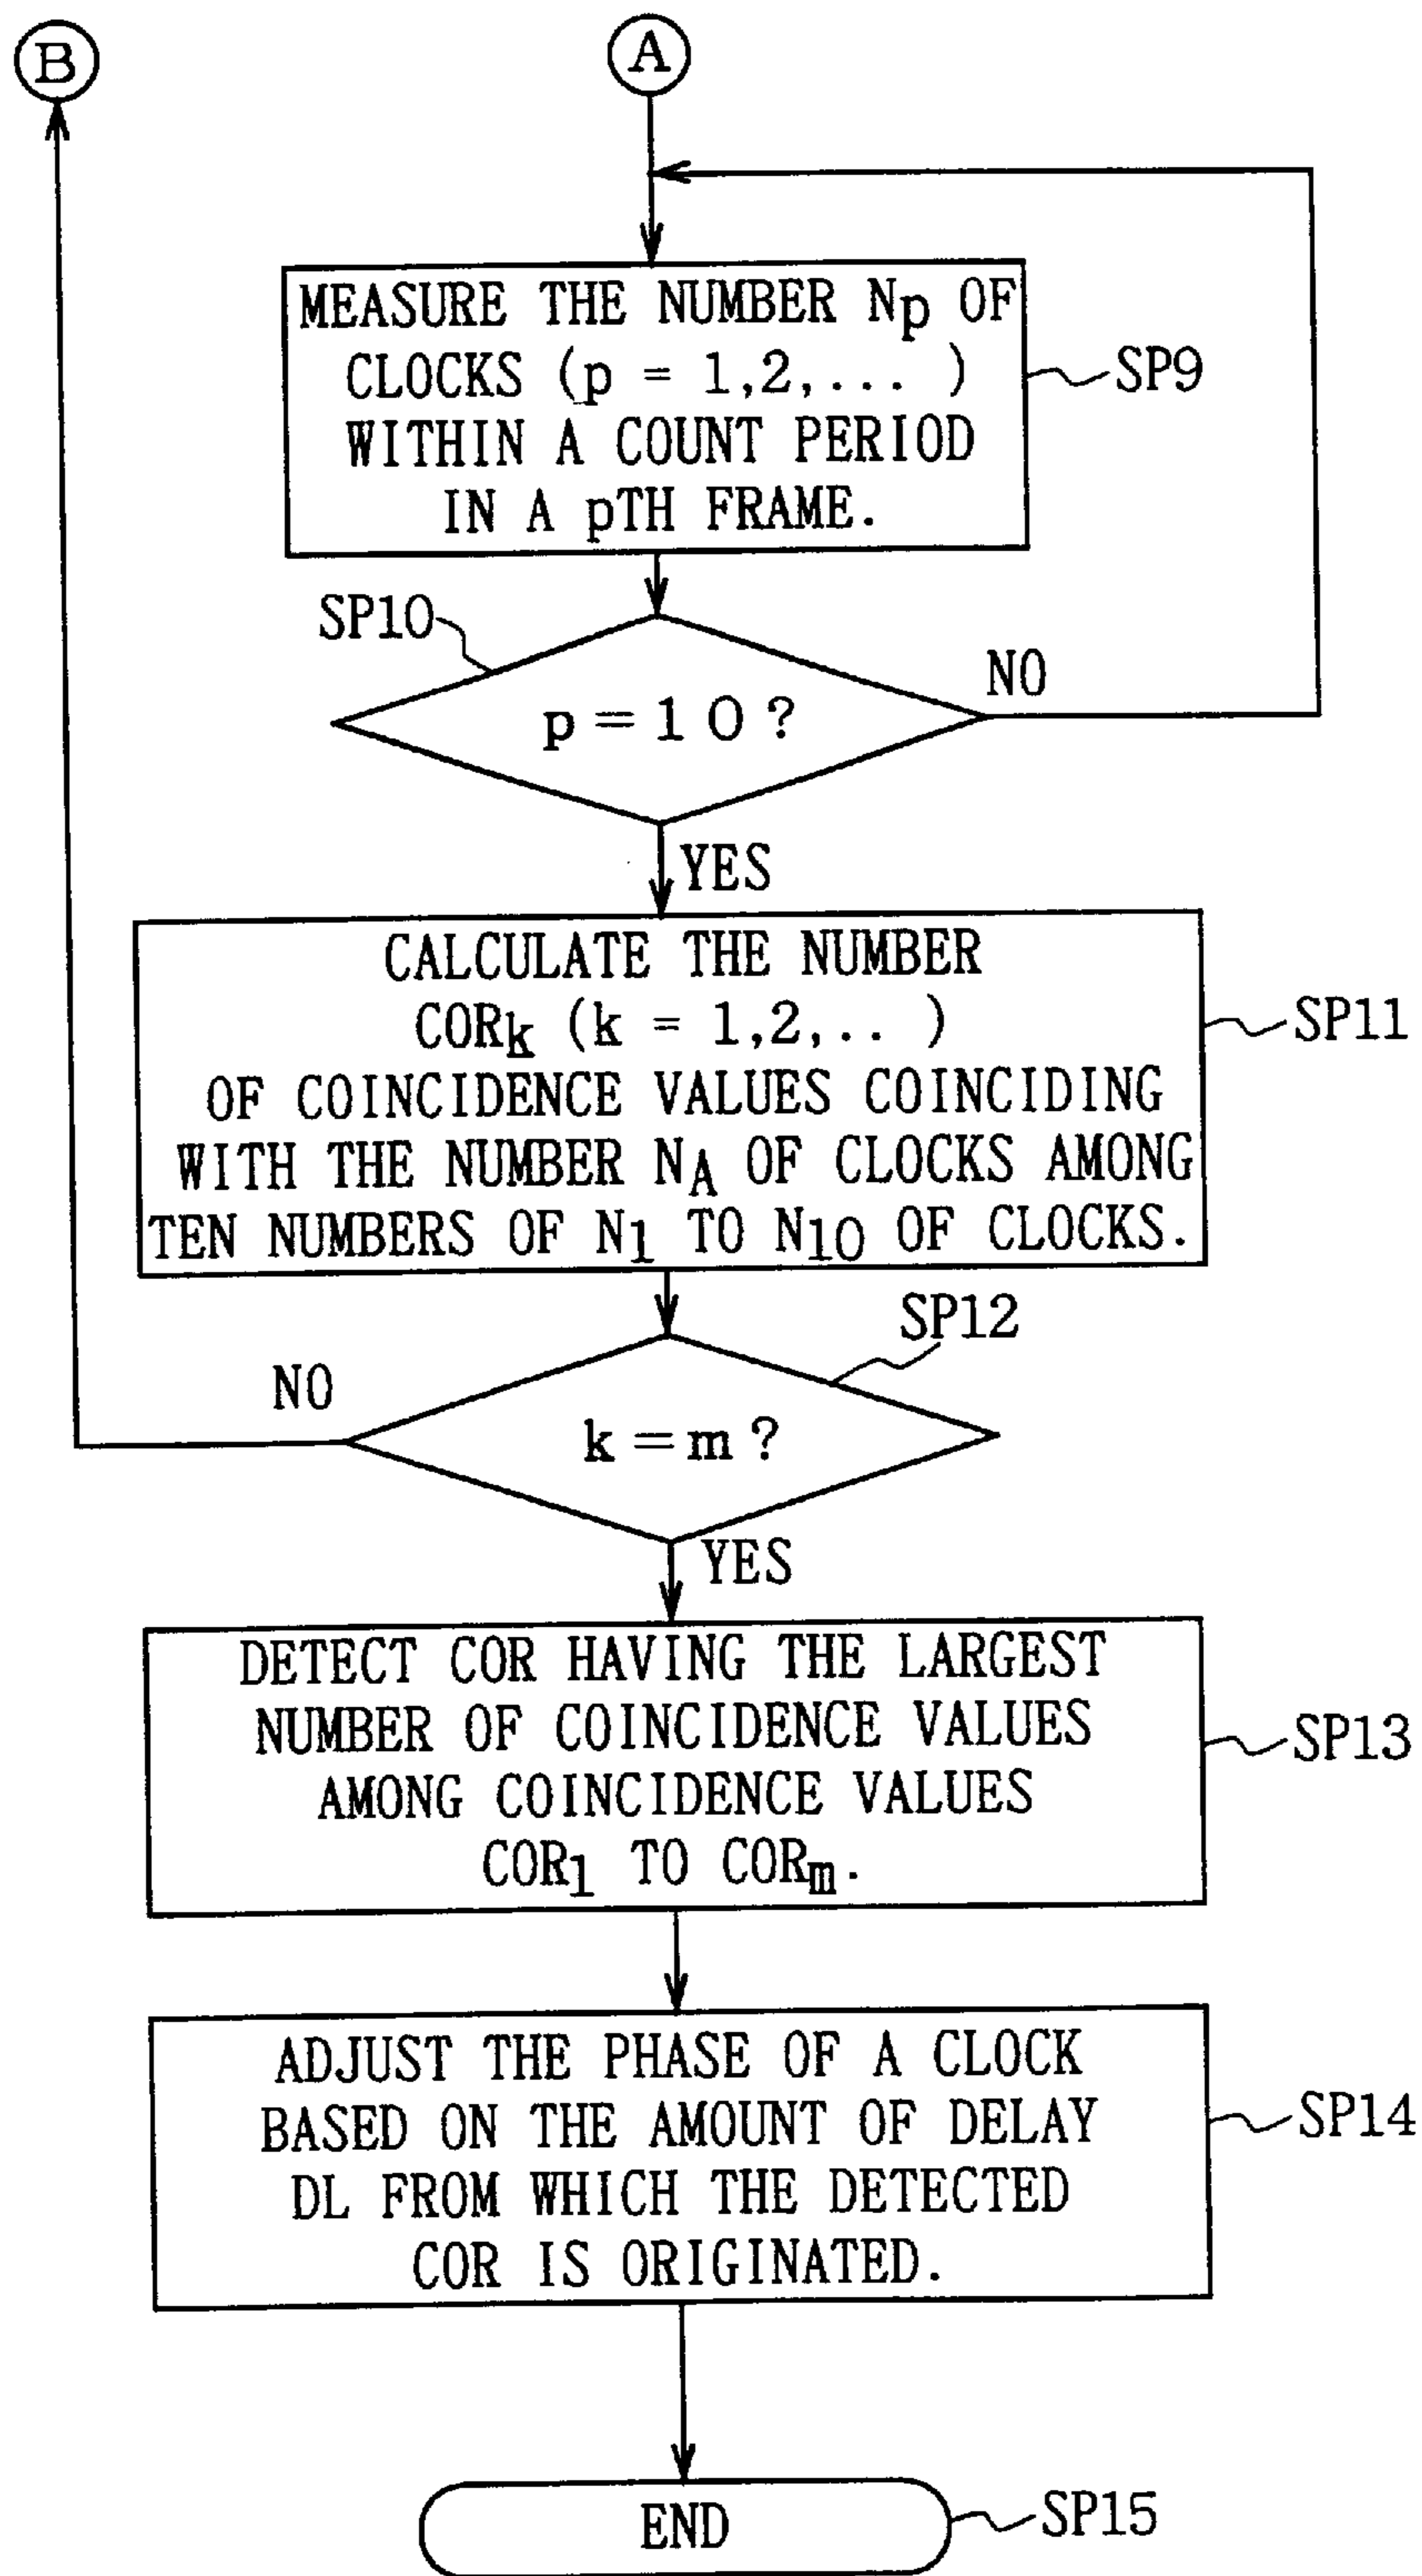 B
A
MEASURE THE NUMBER Np OF
CLOCKS (p = 1,2,... )
WITHIN A COUNT PERIOD
IN A pTH FRAME.
SP9
SP10
p=10?
NO
YES
CALCULATE THE NUMBER
CORk (k = 1,2,.. )
OF COINCIDENCE VALUES COINCIDING
WITH THE NUMBER NA OF CLOCKS AMONG
TEN NUMBERS OF N1 TO N10 OF CLOCKS.
SP11
SP12
NO
k=m?
YES
DETECT COR HAVING THE LARGEST
NUMBER OF COINCIDENCE VALUES
AMONG COINCIDENCE VALUES
COR1 TO CORm.
SP13
ADJUST THE PHASE OF A CLOCK
BASED ON THE AMOUNT OF DELAY
DL FROM WHICH THE DETECTED
COR IS ORIGINATED.
SP14
END
SP15